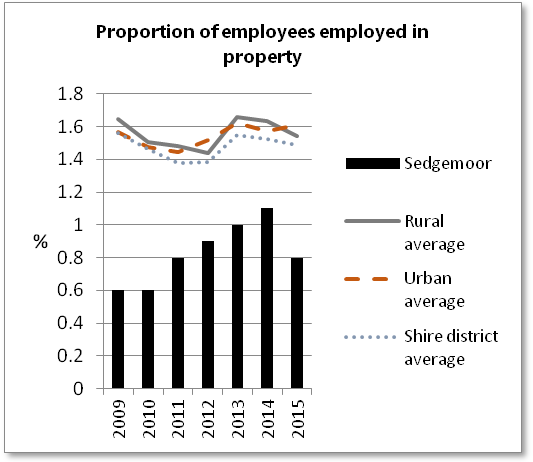 Proportion of employees employed in
property
1.8
1.6
1.4
1.2
1
0.8
0.6
0.4
0.2
0
%
2009
2010
2011
2012
2013
2014
2015
Sedgemoor
Rural
average
Urban
average
Shire district
average